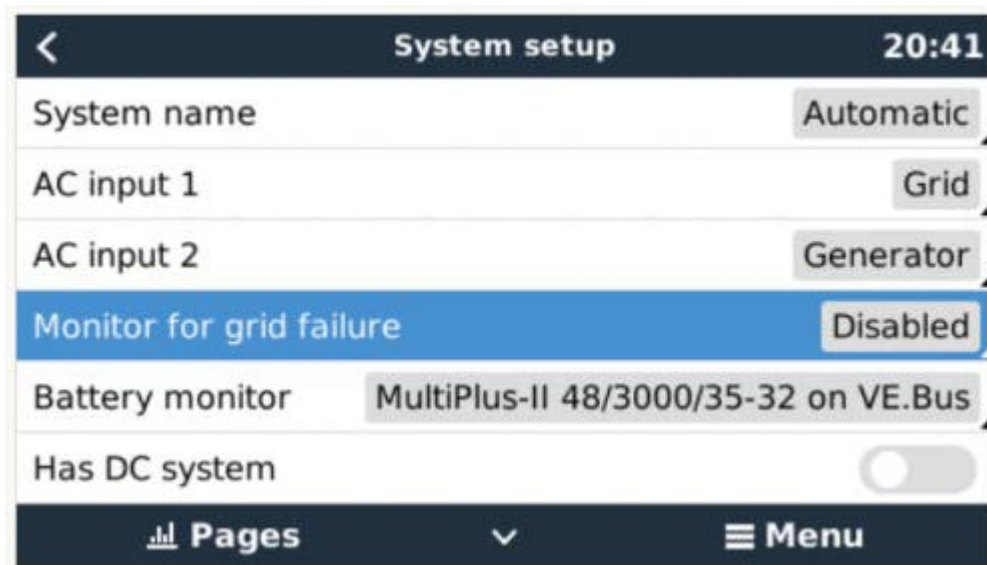 System setup 20:41
System name Automatic
AC input 1 Grid
AC input 2 Generator
Monitor for grid failure Disabled
Battery monitor MultiPlus-II 48/3000/35-32 on VE.Bus
Has DC system
Pages Menu